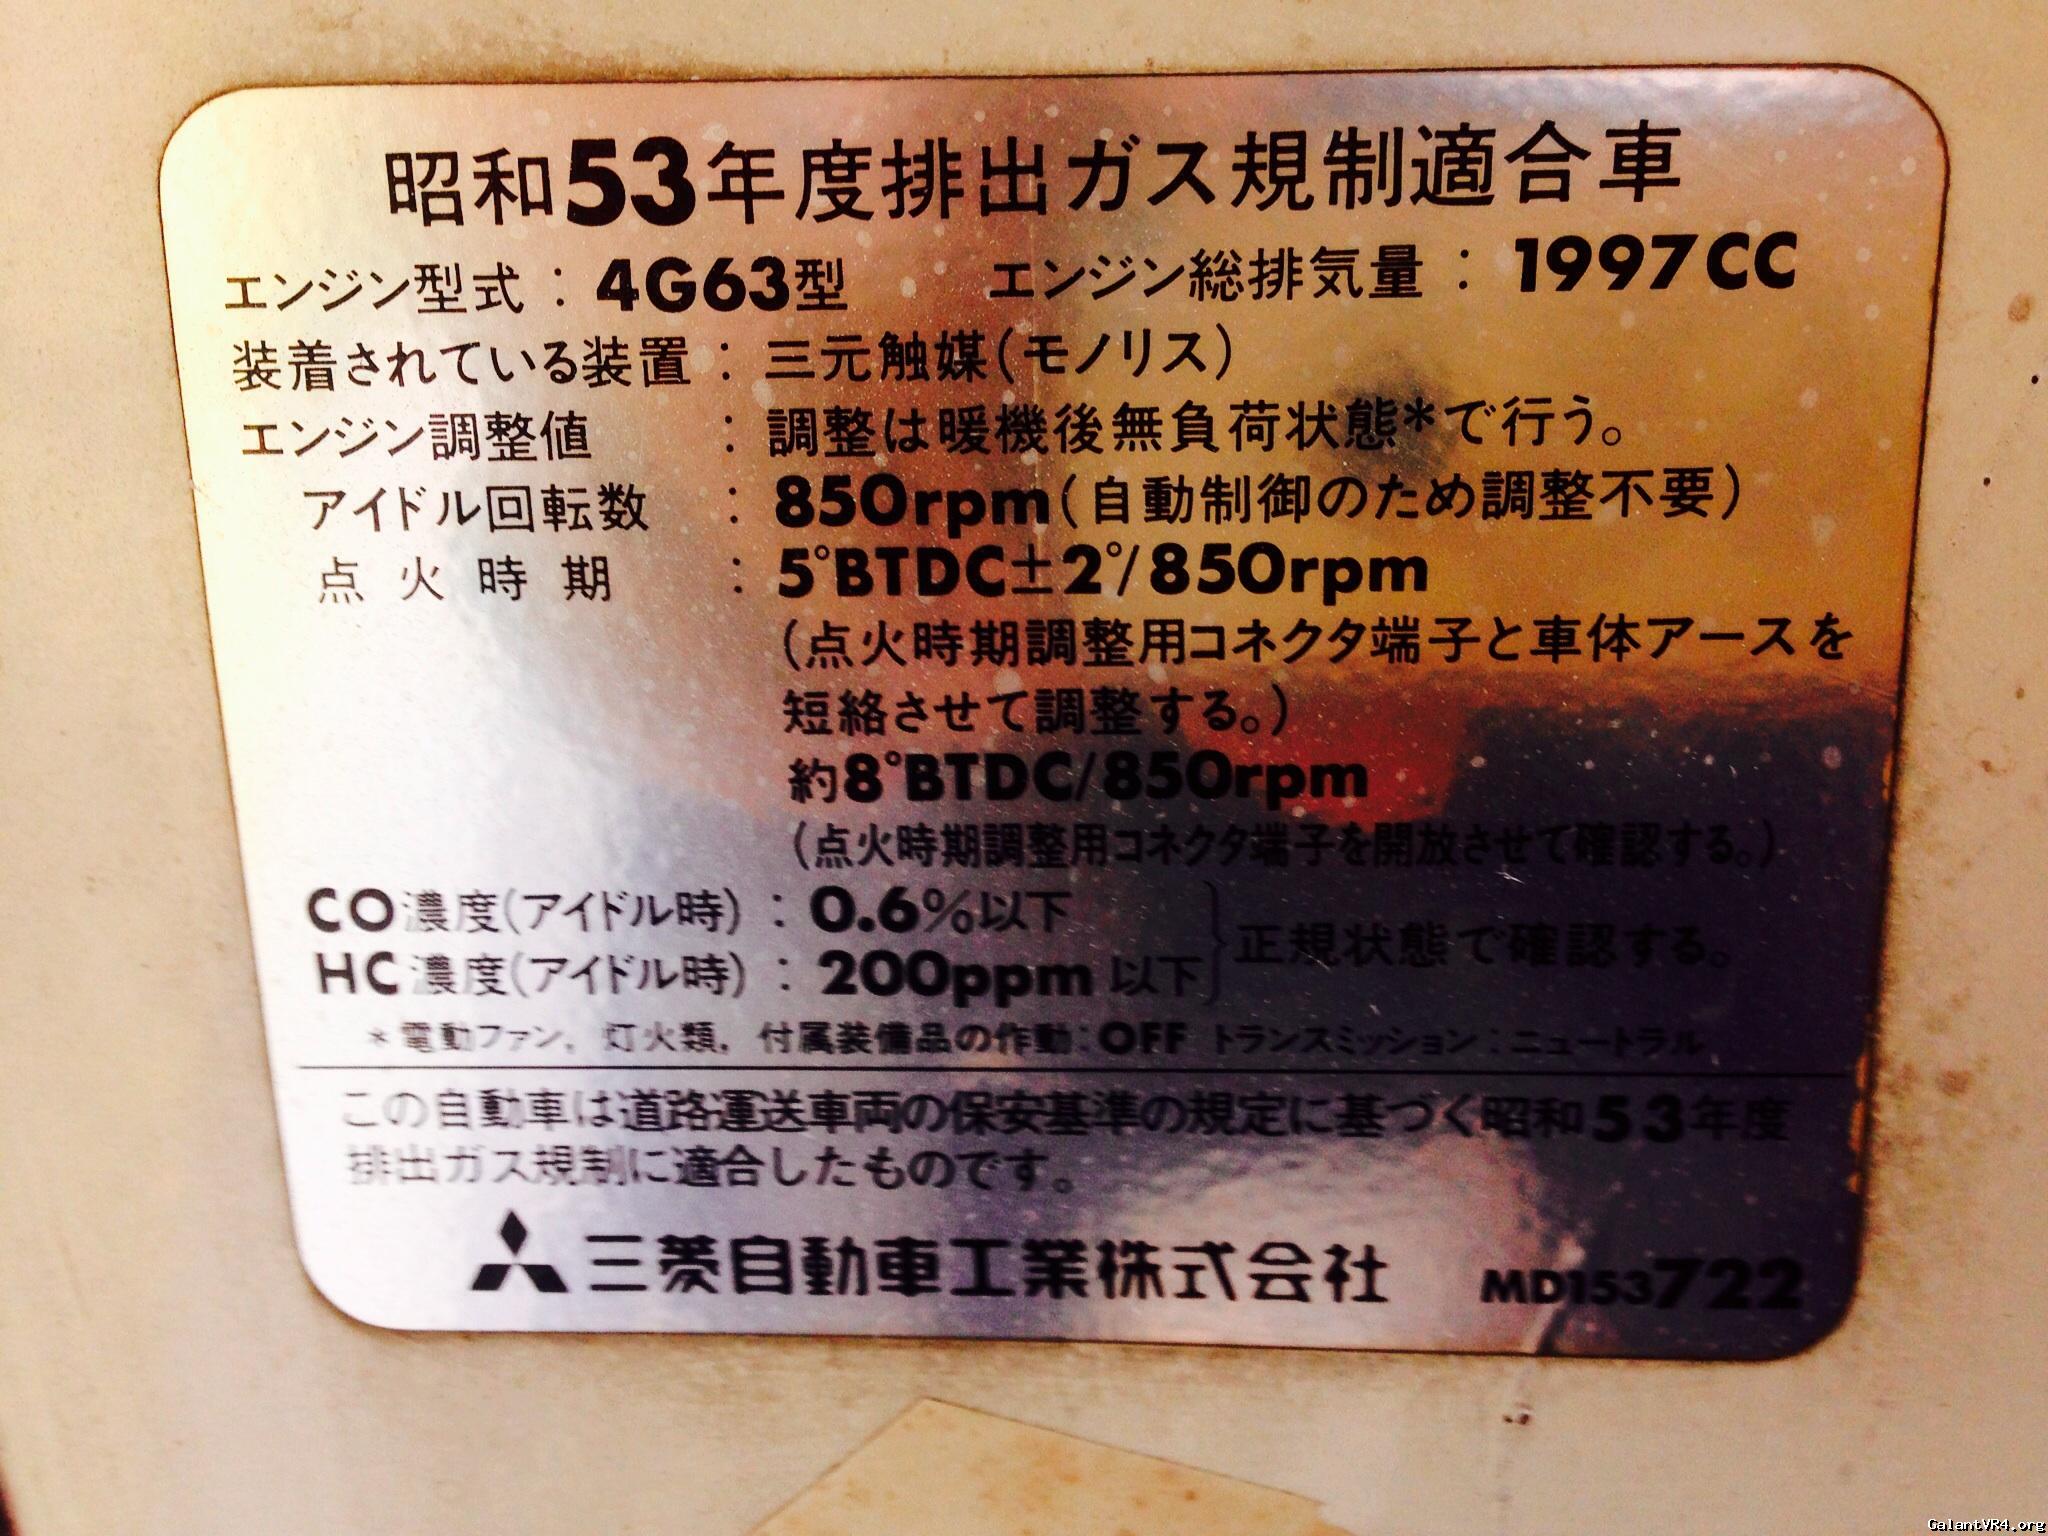 昭和53年度排出ガス規制適合車
エンジン型式：4G63型　エンジン総排気量：1997CC
装着されている装置：三元触媒(モノリス)
エンジン調整値：調整は暖機後無負荷状態*で行う。
アイドル回転数：850rpm(自動制御のため調整不要)
点火時期：5°BTDC±2°/850rpm
(点火時期調整用コネクタ端子と車体アースを
短絡させて調整する。)
約8°BTDC/850rpm
(点火時期調整用コネクタ端子を開放させて確認する。)
CO濃度(アイドル時)：0.6%以下
HC濃度(アイドル時)：200ppm以下
正規状態で確認する。
*電動ファン，灯火類，付属装備品の作動：OFF トランスミッション：ニュートラル
この自動車は道路運送車両の保安基準の規定に基づく昭和53年度
排出ガス規制に適合したものです。
三菱自動車工業株式会社　MD153722
GalantVR4.org